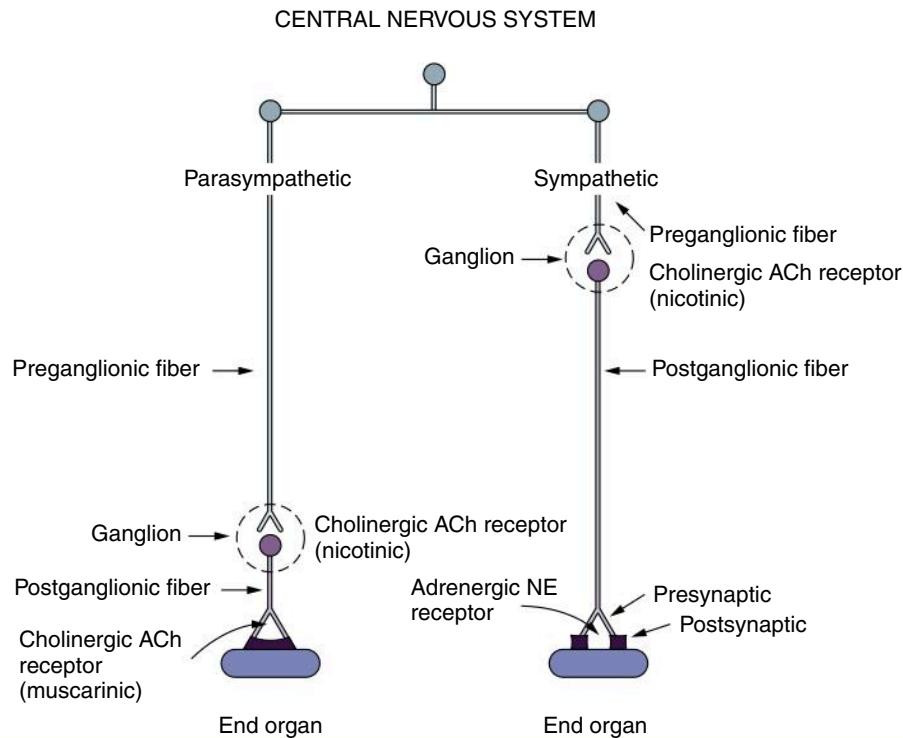 CENTRAL NERVOUS SYSTEM
Parasympathetic
Sympathetic
Preganglionic fiber
Ganglion
Cholinergic ACh receptor
(nicotinic)
Preganglionic fiber
Postganglionic fiber
Ganglion
Cholinergic ACh receptor
(nicotinic)
Postganglionic fiber
Adrenergic NE
receptor
Presynaptic
Postsynaptic
Cholinergic ACh
receptor
(muscarinic)
End organ
End organ